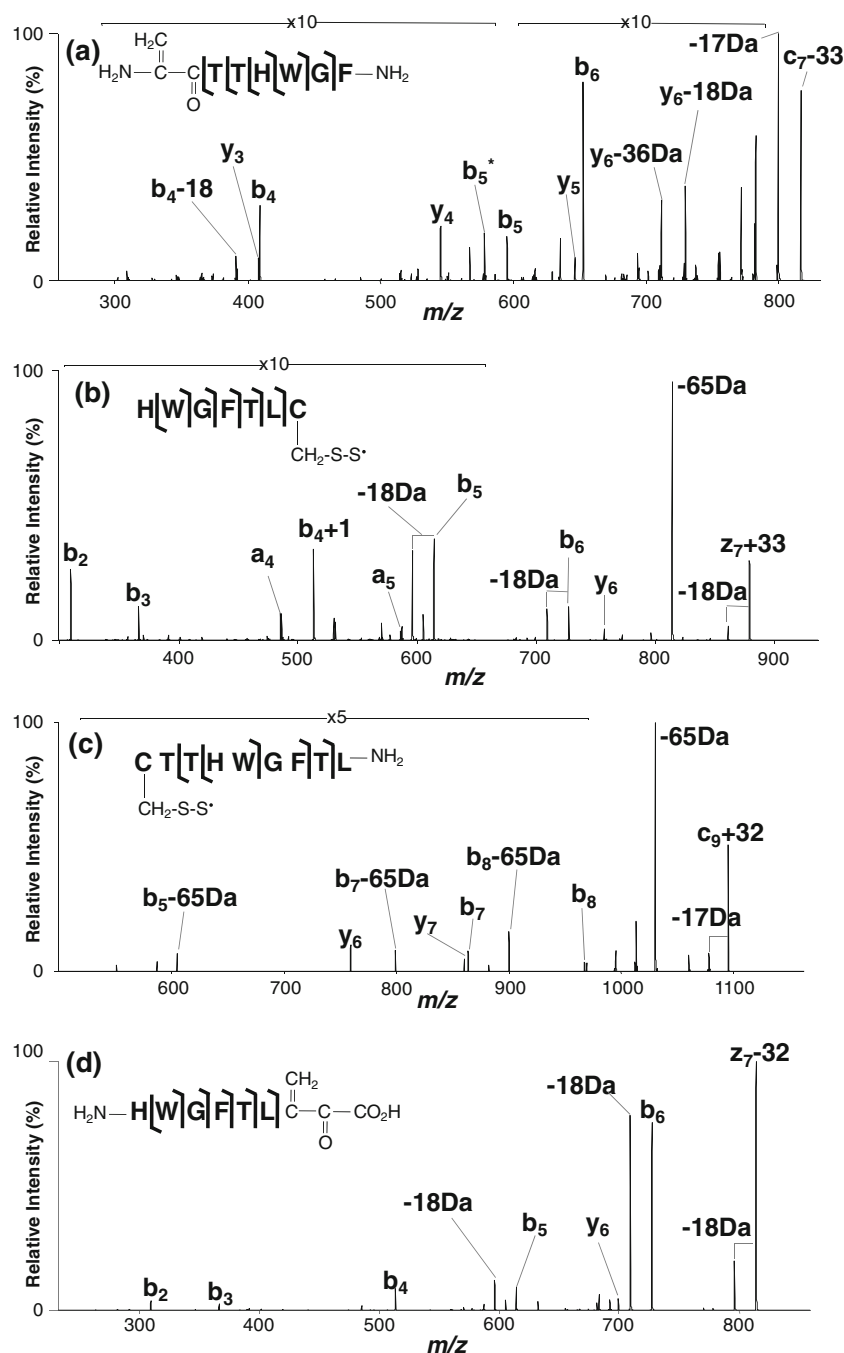 x10 x10
100
(a)
H₂C
H₂N C C T T H W G F NH₂
O
-17Da
c₇-33
b₆
y₆-18Da
y₆-36Da
y₃
b₄-18
b₄
b₅*
y₅
y₄
b₅
Relative Intensity (%)
0
300 400 500 600 700 800
m/z
x10
100
(b)
H W G F T L C
CH₂-S-S•
-65Da
-18Da
b₅
b₄+1
b₂
a₄
b₆
z₇+33
-18Da
a₅
y₆
-18Da
b₃
Relative Intensity (%)
0
400 500 600 700 800 900
m/z
x5
100
(c)
C T T H W G F T L NH₂
CH₂-S-S•
-65Da
c₉+32
b₈-65Da
b₇-65Da
b₅-65Da
b₈
y₇
b₇
-17Da
y₆
Relative Intensity (%)
0
600 700 800 900 1000 1100
m/z
100
(d)
CH₂
H₂N H W G F T L C C CO₂H
O
z₇-32
-18Da
b₆
-18Da
b₅
y₆
-18Da
b₂
b₃
b₄
Relative Intensity (%)
0
300 400 500 600 700 800
m/z